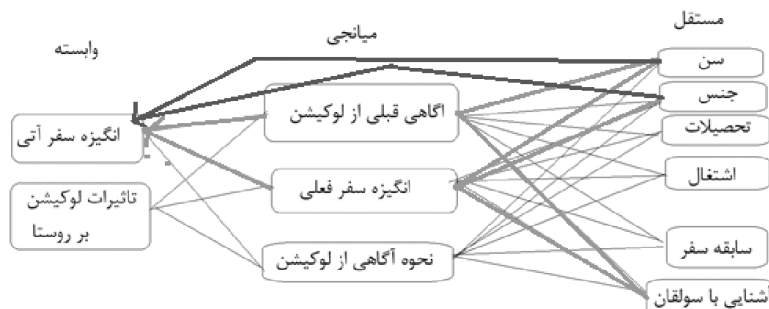 مستقل
سن
جنس
تحصیلات
اشتغال
سابقه سفر
آشنایی با سولقان
میانجی
اگاهی قبلی از لوکیشن
انگیزه سفر فعلی
نحوه آگاهی از لوکیشن
وابسته
انگیزه سفر آتی
تاثیرات لوکیشن
بر روستا